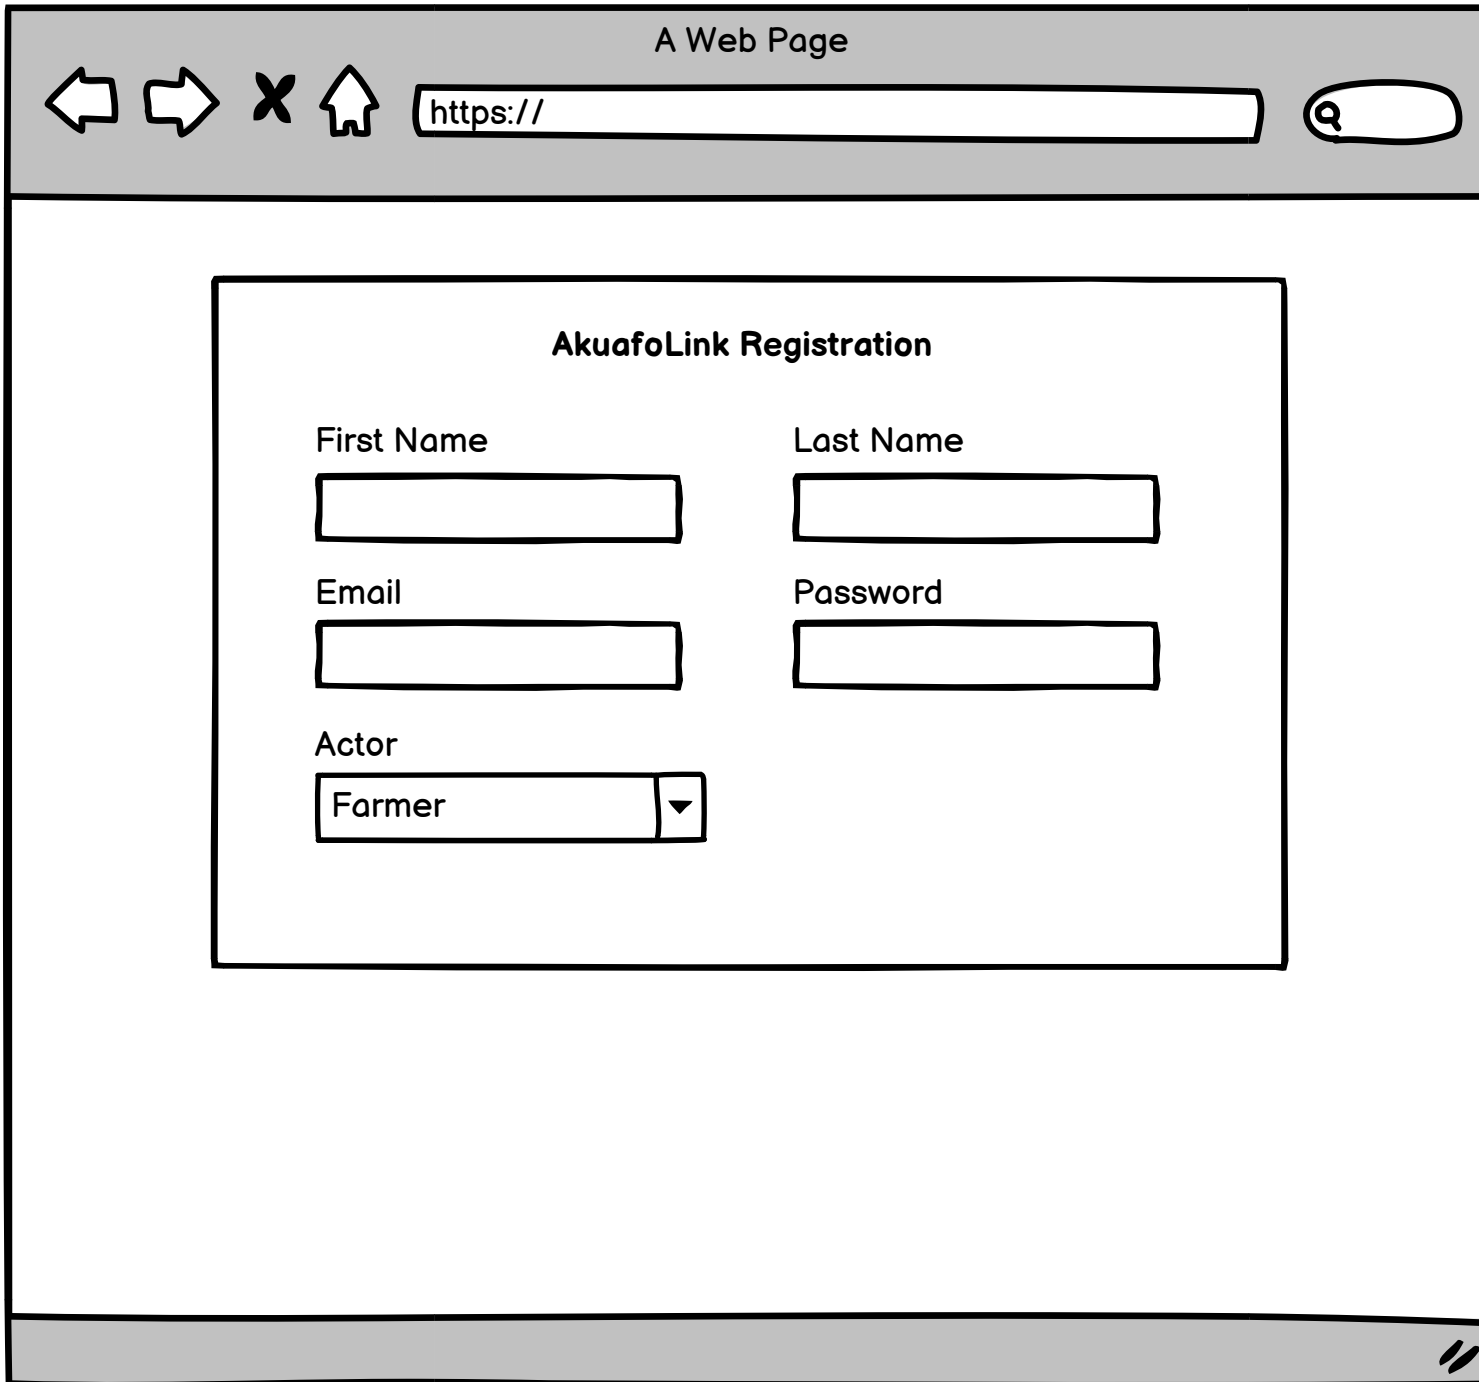 A Web Page
https://
AkuafoLink Registration
First Name
Last Name
Email
Password
Actor
Farmer